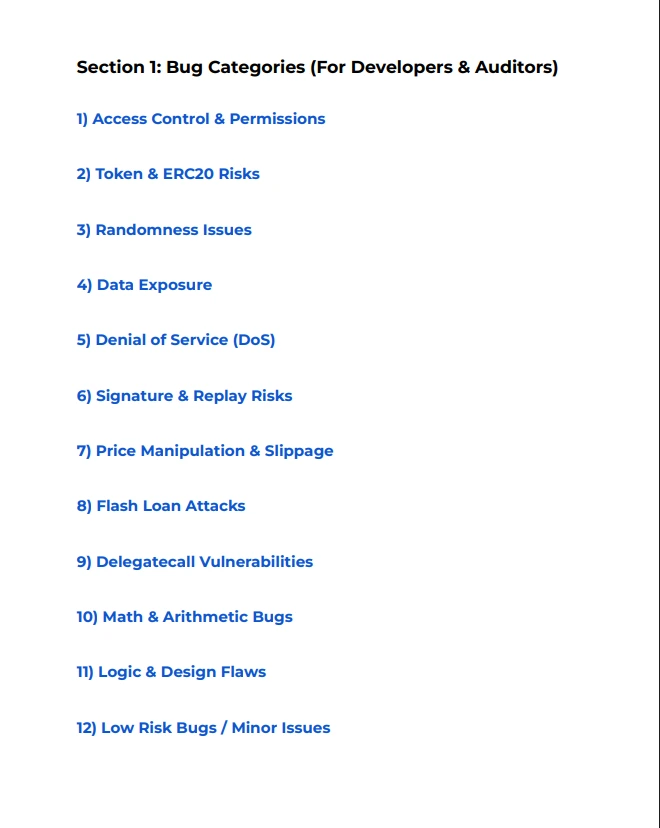 Section 1: Bug Categories (For Developers & Auditors)
1) Access Control & Permissions
2) Token & ERC20 Risks
3) Randomness Issues
4) Data Exposure
5) Denial of Service (DoS)
6) Signature & Replay Risks
7) Price Manipulation & Slippage
8) Flash Loan Attacks
9) Delegatecall Vulnerabilities
10) Math & Arithmetic Bugs
11) Logic & Design Flaws
12) Low Risk Bugs / Minor Issues